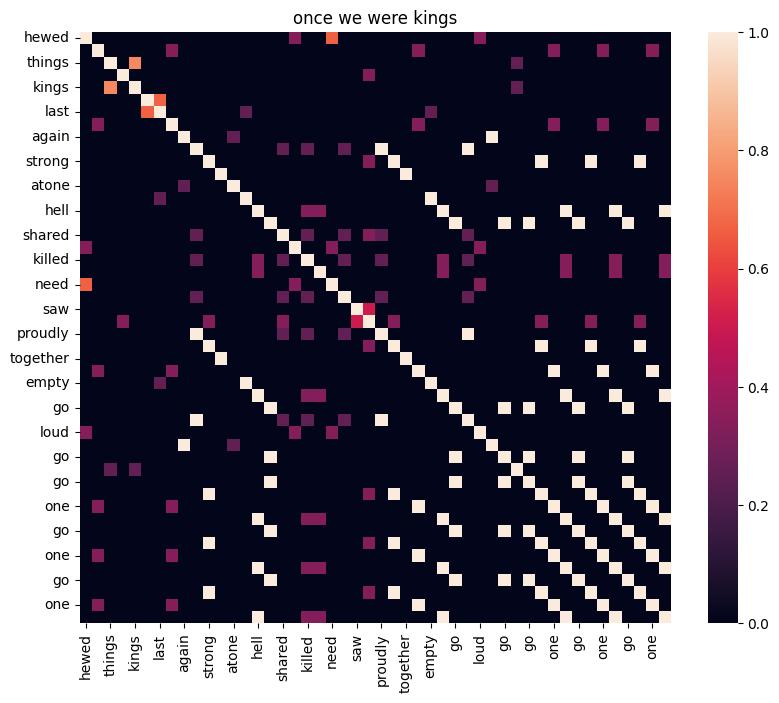 once we were kings
hewed
things
kings
last
again
strong
atone
hell
shared
killed
need
saw
proudly
together
empty
go
loud
go
go
one
go
one
go
one
1.0
0.8
0.6
0.4
0.2
0.0
hewed
things
kings
last
again
strong
atone
hell
shared
killed
need
saw
proudly
together
empty
go
loud
go
go
one
go
one
go
one